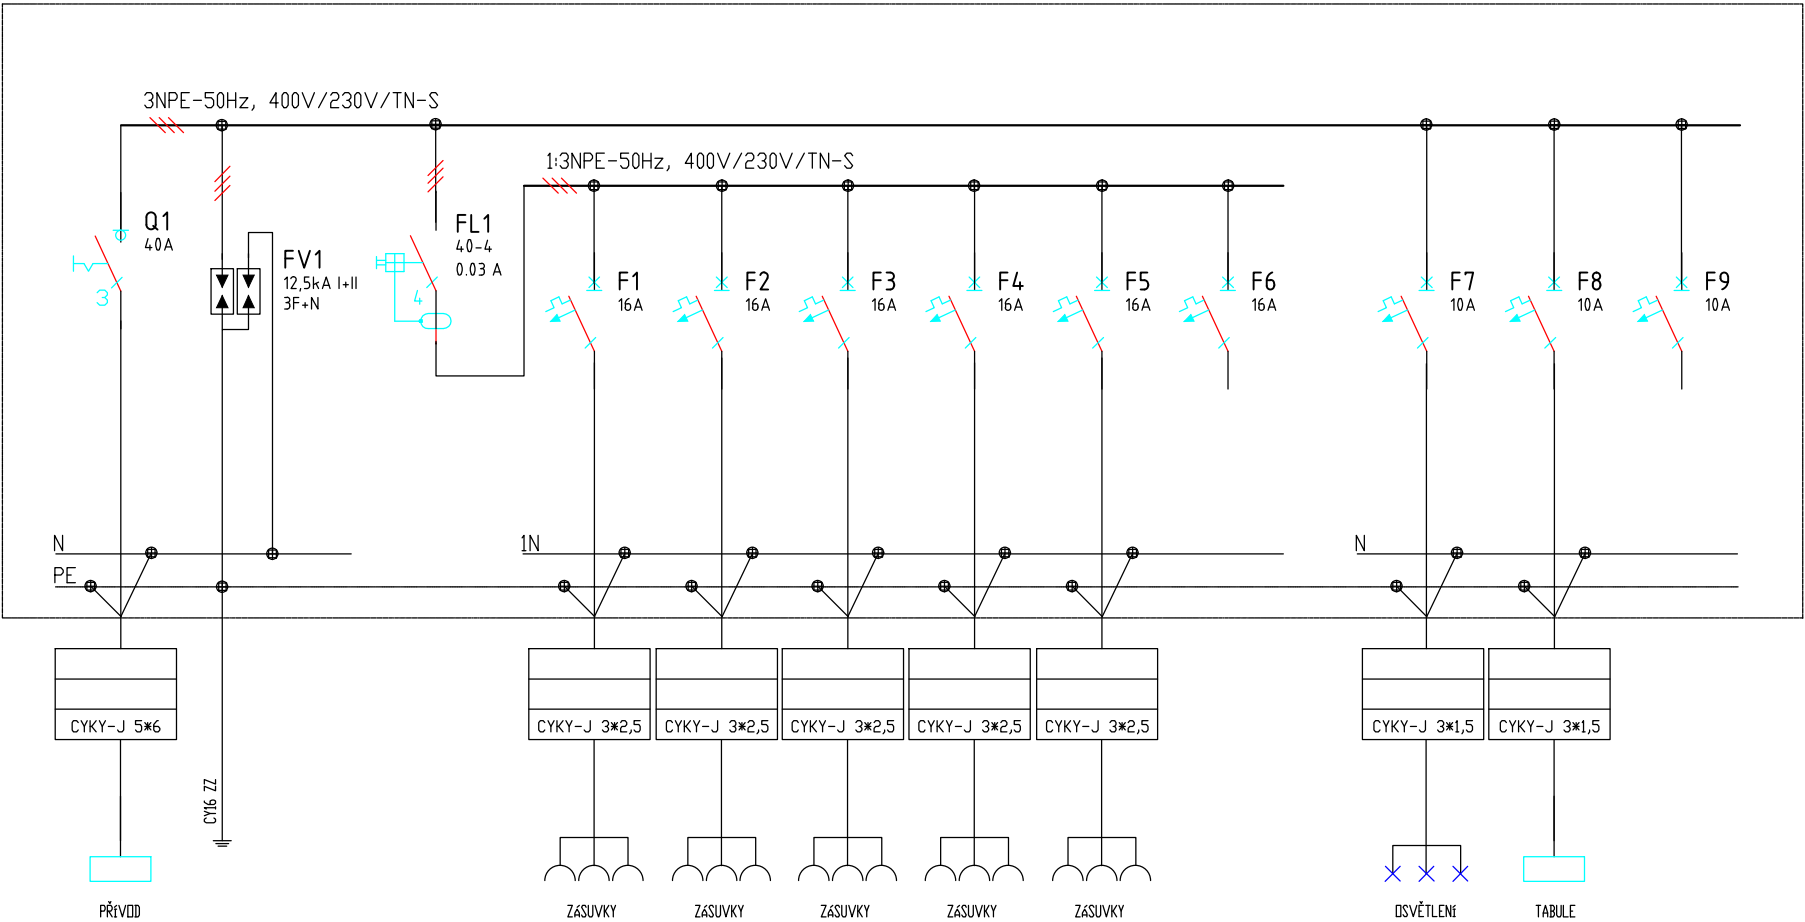 3NPE-50Hz, 400V/230V/TN-S
1:3NPE-50Hz, 400V/230V/TN-S
Q1
40A
3
FV1
12,5kA I+II
3F+N
FL1
40-4
0.03 A
4
F1
16A
F2
16A
F3
16A
F4
16A
F5
16A
F6
16A
F7
10A
F8
10A
F9
10A
N
1N
N
PE
CYKY-J 5*6
CYKY-J 3*2,5
CYKY-J 3*2,5
CYKY-J 3*2,5
CYKY-J 3*2,5
CYKY-J 3*2,5
CYKY-J 3*1,5
CYKY-J 3*1,5
CY16 ZZ
PŘÍVOD
ZÁSUVKY
ZÁSUVKY
ZÁSUVKY
ZÁSUVKY
ZÁSUVKY
OSVĚTLENÍ
TABULE